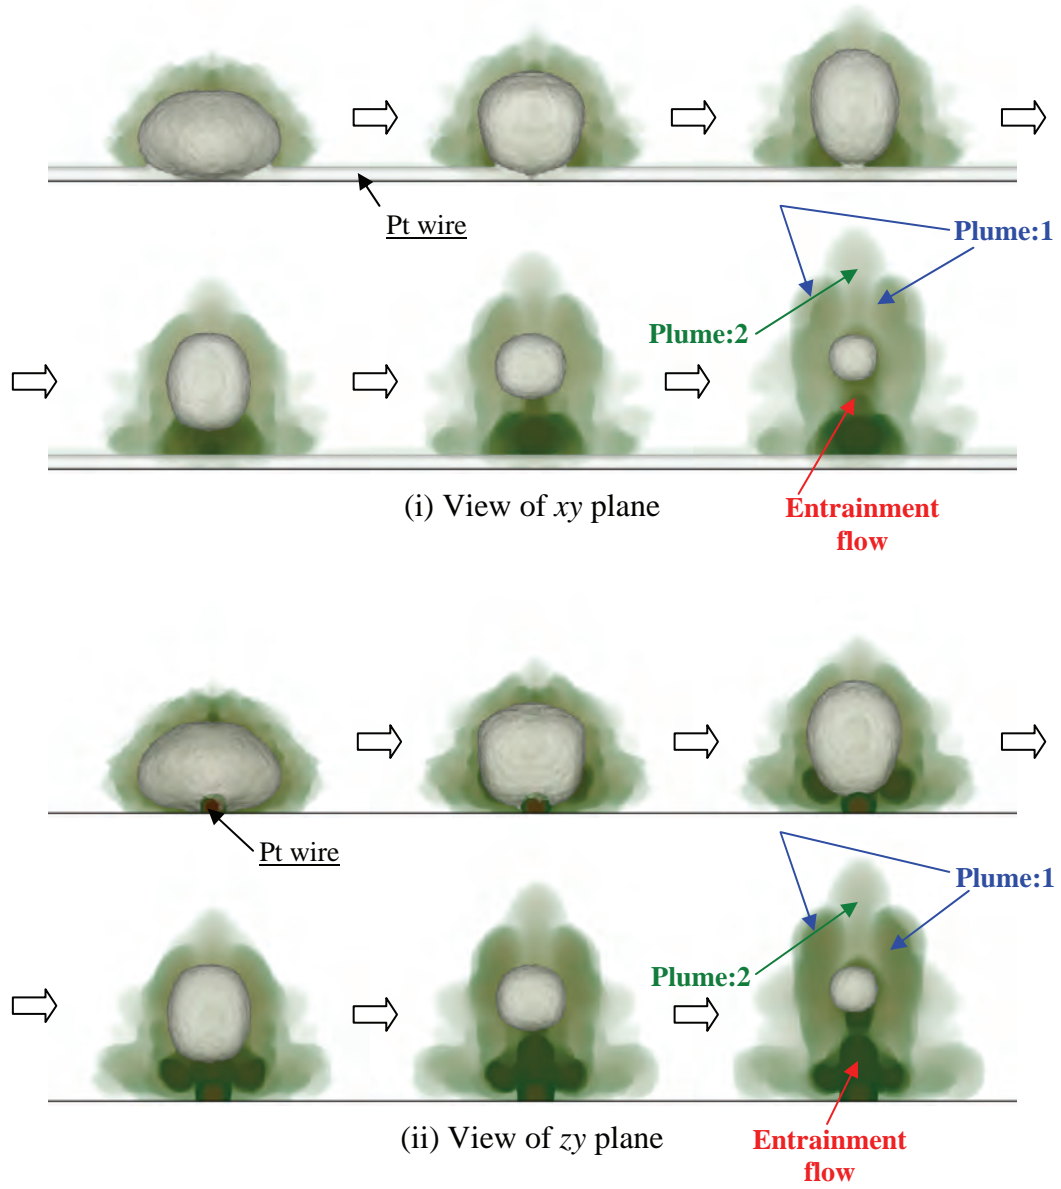 Pt wire
Plume:1
Plume:2
(i) View of xy plane
Entrainment
flow
Pt wire
Plume:1
Plume:2
(ii) View of zy plane
Entrainment
flow